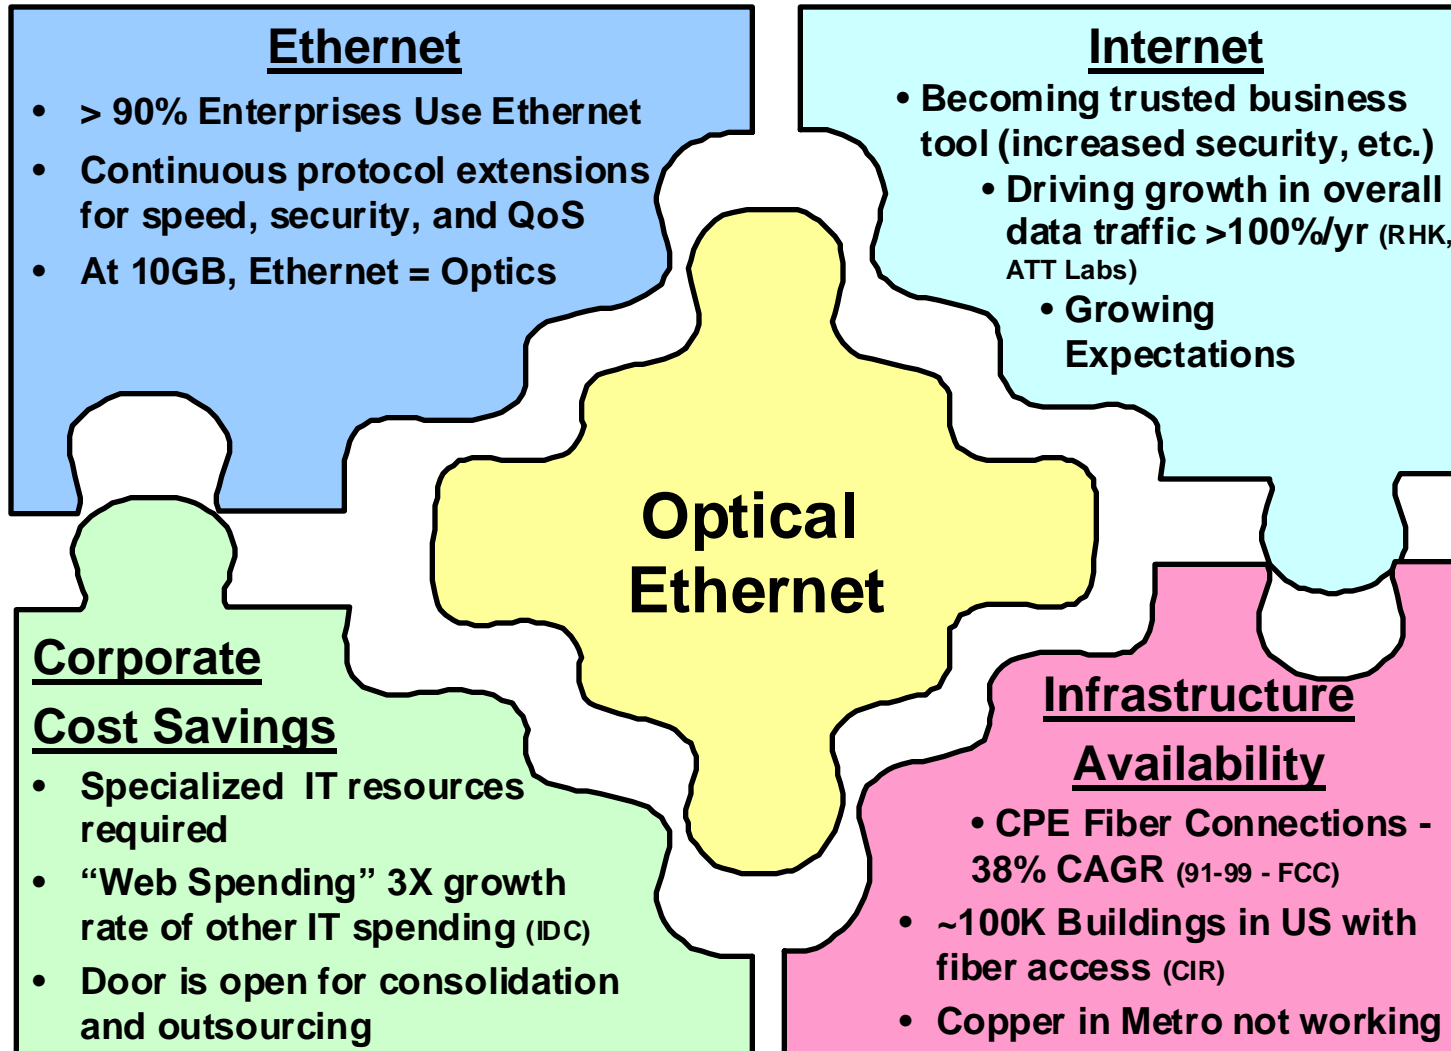 Ethernet
• > 90% Enterprises Use Ethernet
• Continuous protocol extensions
for speed, security, and QoS
• At 10GB, Ethernet = Optics
Internet
• Becoming trusted business
tool (increased security, etc.)
• Driving growth in overall
data traffic >100%/yr (RHK,
ATT Labs)
• Growing
Expectations
Optical
Ethernet
Corporate
Cost Savings
• Specialized IT resources
required
• “Web Spending” 3X growth
rate of other IT spending (IDC)
• Door is open for consolidation
and outsourcing
Infrastructure
Availability
• CPE Fiber Connections -
38% CAGR (91-99 - FCC)
• ~100K Buildings in US with
fiber access (CIR)
• Copper in Metro not working